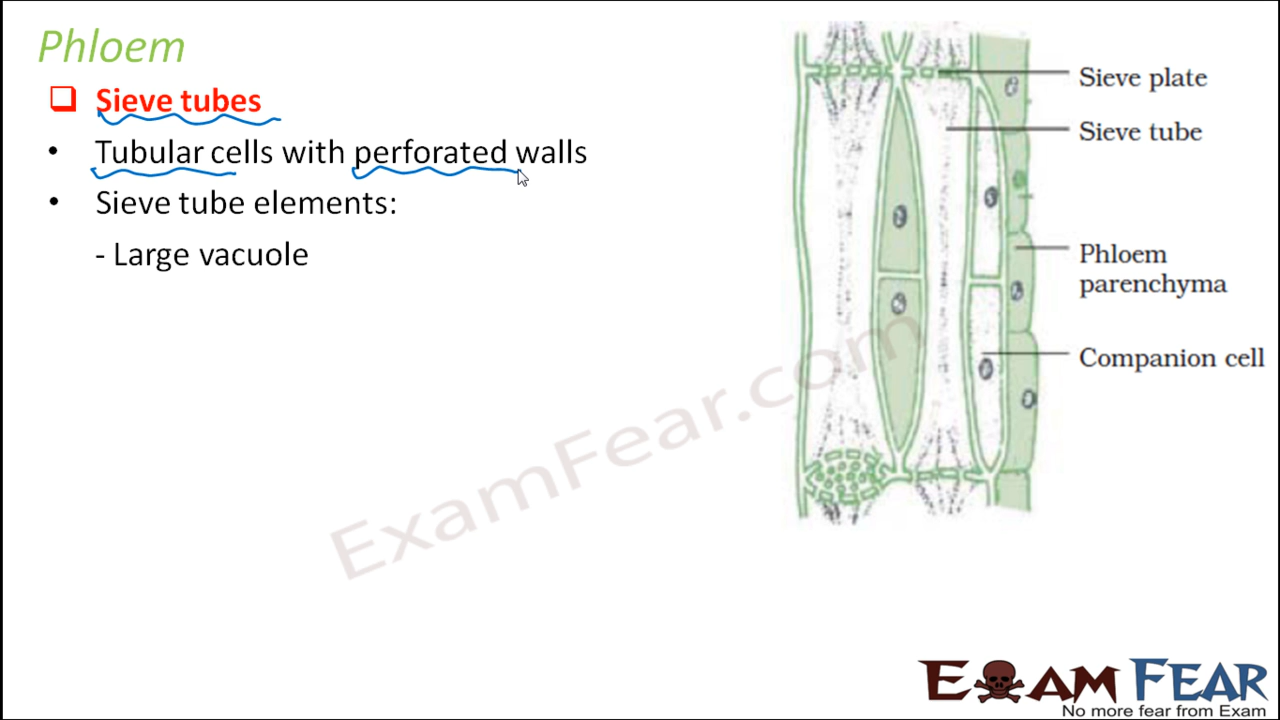 Phloem
Sieve tubes
• Tubular cells with perforated walls
• Sieve tube elements:
- Large vacuole
Sieve plate
Sieve tube
Phloem
parenchyma
Companion cell
ExamFear.com
EXAM FEAR
No more fear from Exam